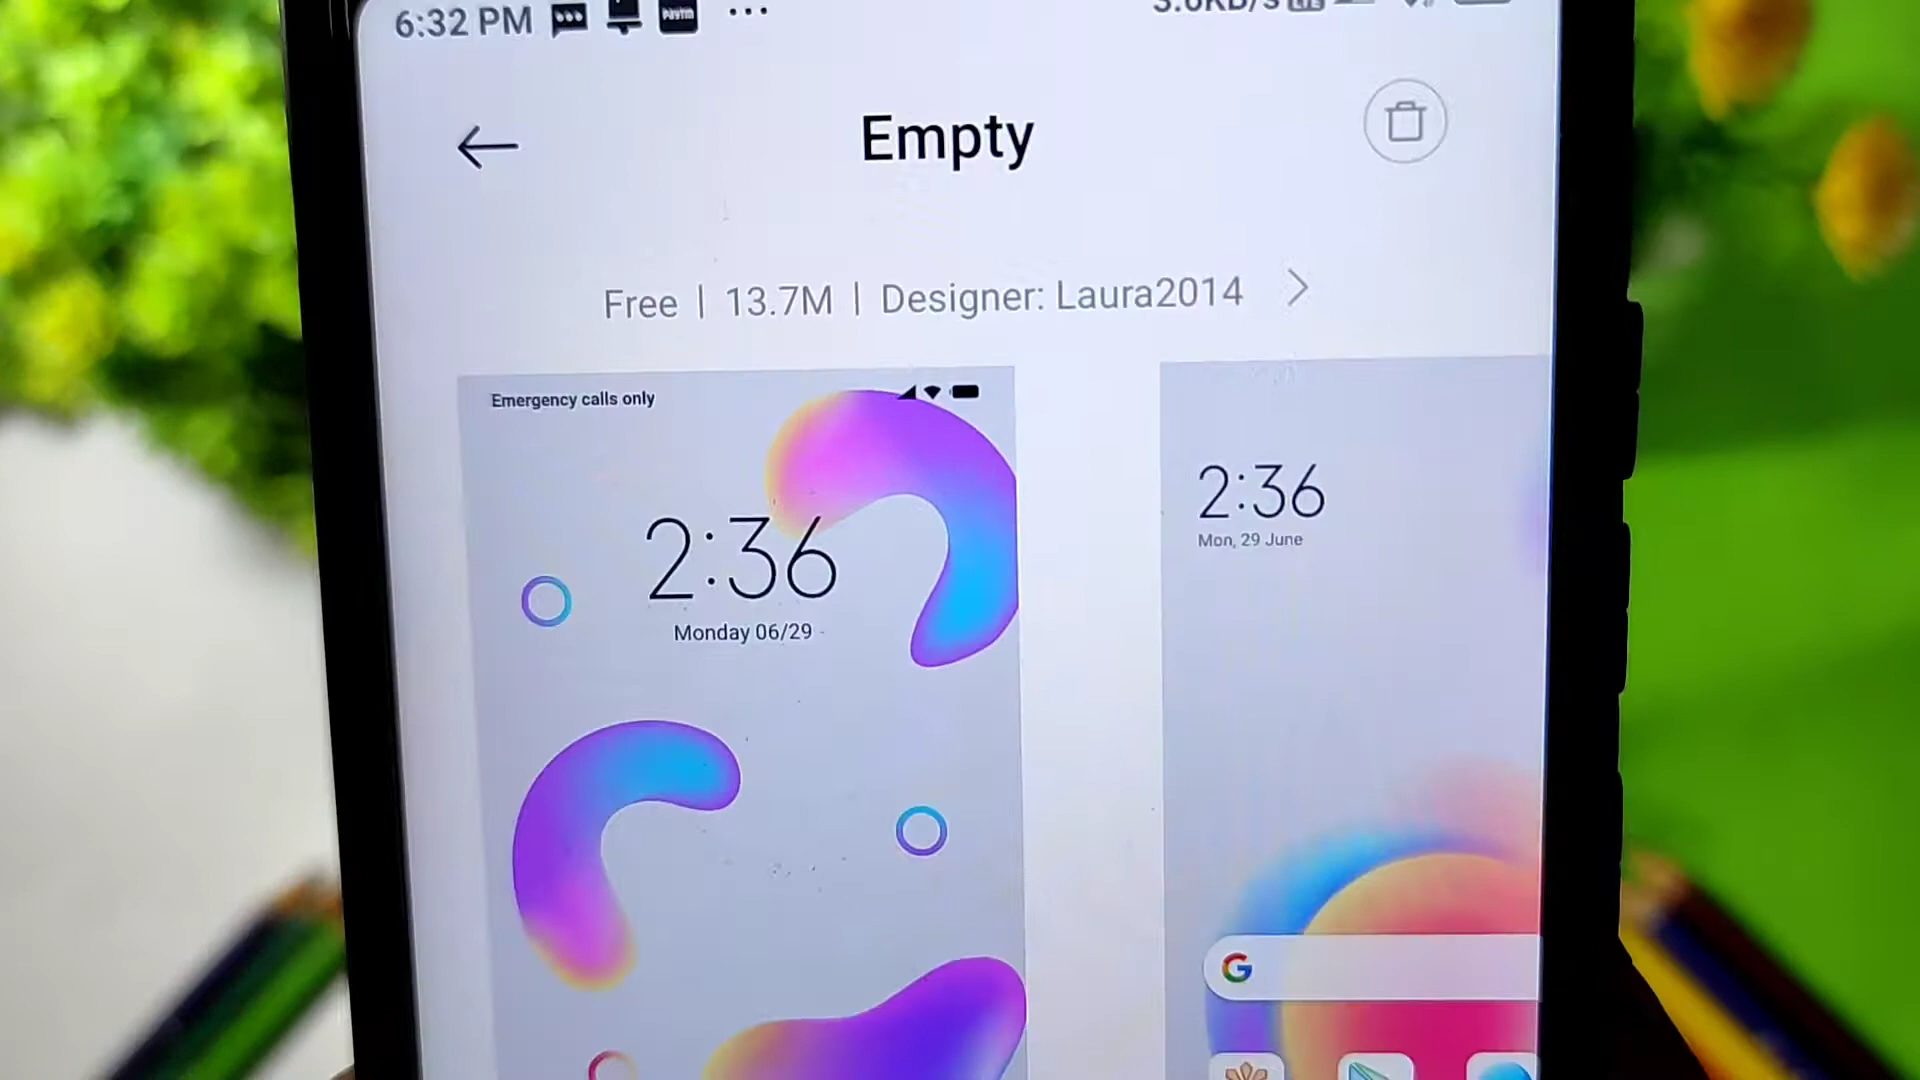 6:32 PM
Paytm
Empty
Free | 13.7M | Designer: Laura2014
Emergency calls only
2:36
Monday 06/29
2:36
Mon, 29 June
G